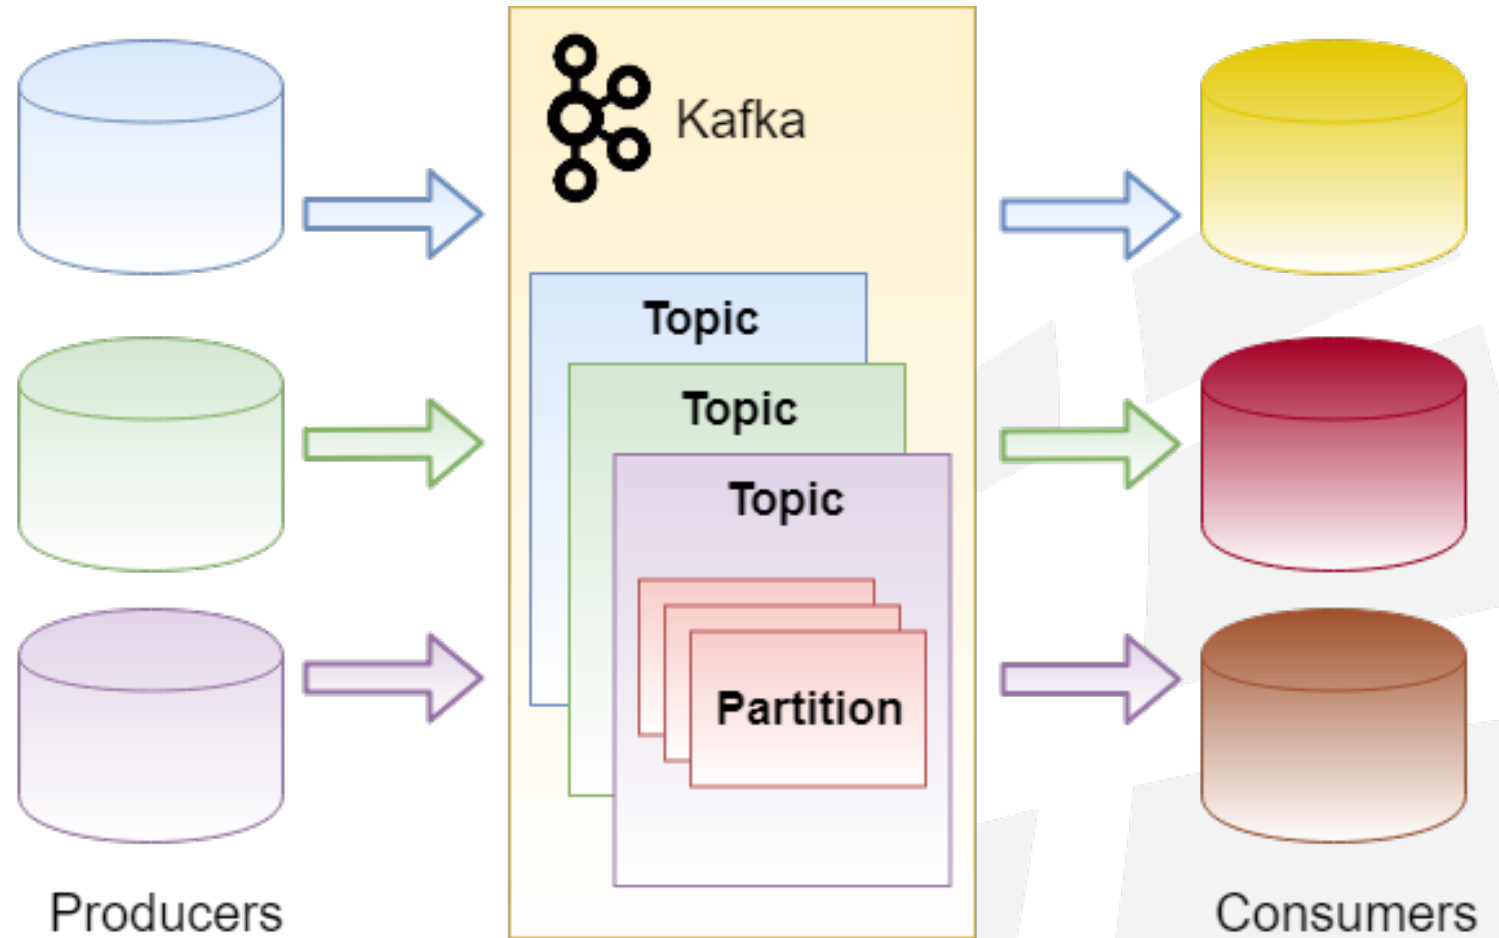 Kafka
Topic
Topic
Topic
Partition
Producers
Consumers